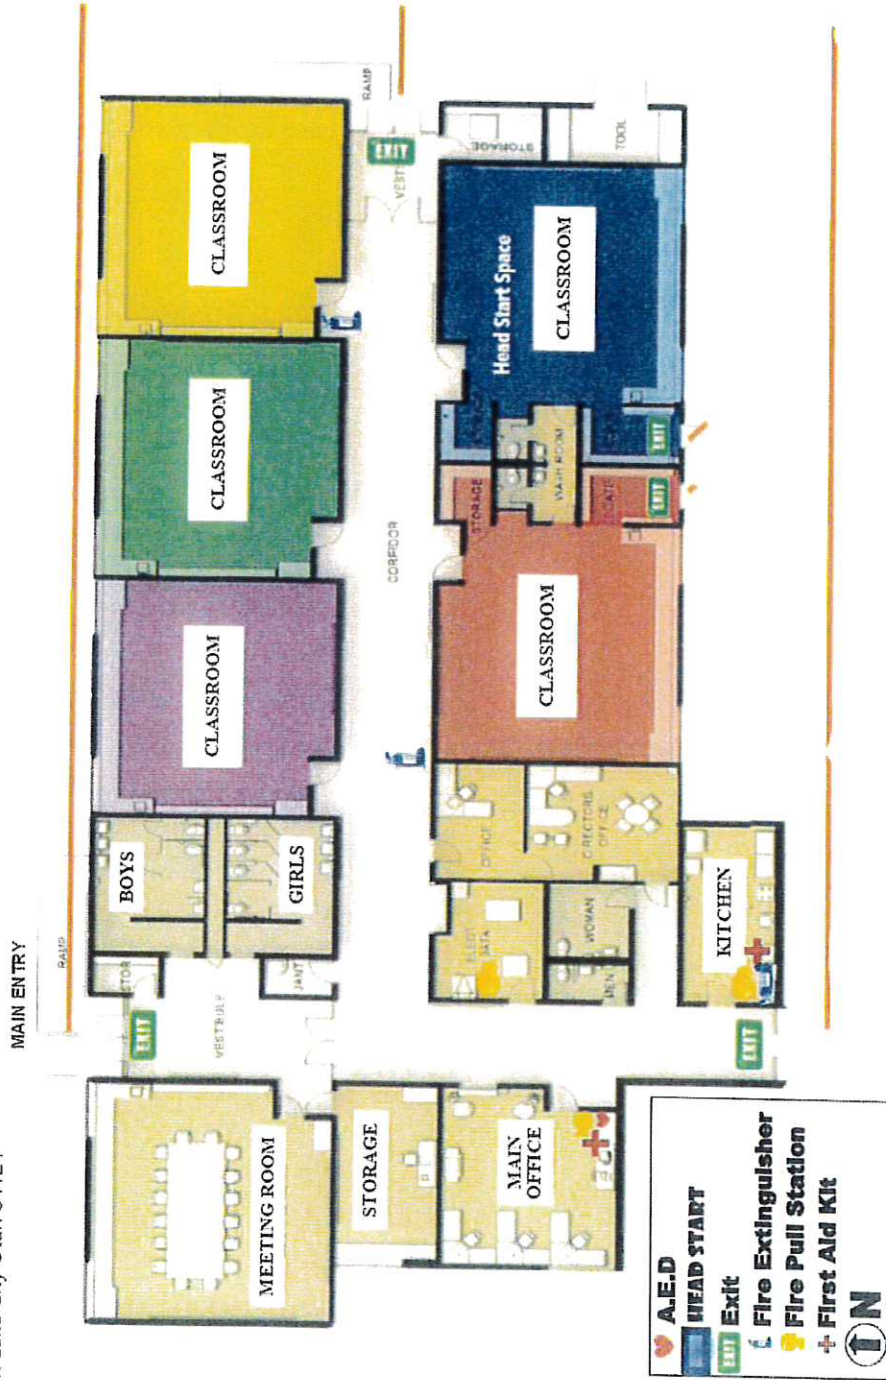 MAIN ENTRY
RAMP
RAMP
EXIT
VESTIBULE
STOR
JANT
BOYS
GIRLS
CLASSROOM
CLASSROOM
CLASSROOM
EXIT
MEETING ROOM
STORAGE
MAIN
OFFICE
CORRIDOR
OFFICE
DIRECTORS
OFFICE
WOMAN
MEN
KITCHEN
EXIT
CLASSROOM
STORAGE
WASH ROOM
EXIT
EXIT
Head Start Space
CLASSROOM
STORAGE
TOOL
A.E.D
HEAD START
EXIT
Exit
Fire Extinguisher
Fire Pull Station
First Aid Kit
N